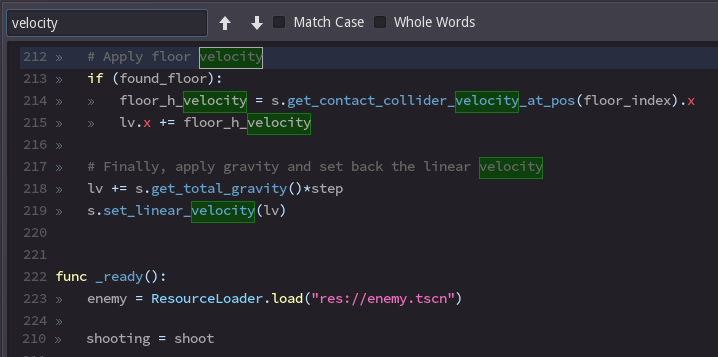 velocity Match Case Whole Words
212 » # Apply floor velocity
213 » if (found_floor):
214 » » floor_h_velocity = s.get_contact_collider_velocity_at_pos(floor_index).x
215 » » lv.x += floor_h_velocity
216 »
217 » # Finally, apply gravity and set back the linear velocity
218 » lv += s.get_total_gravity()*step
219 » s.set_linear_velocity(lv)
220
221
222 func _ready():
223 » enemy = ResourceLoader.load("res://enemy.tscn")
224 »
210 » shooting = shoot